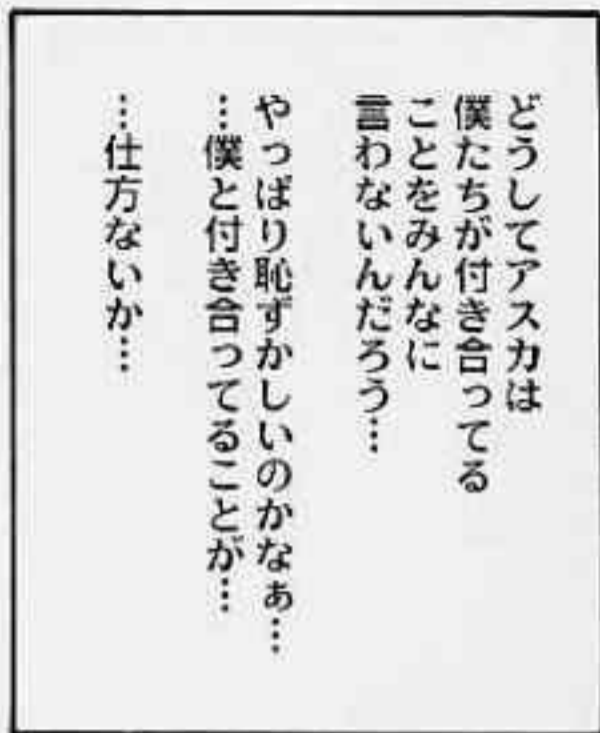 どうしてアスカは
僕たちが付き合ってる
ことをみんなに
言わないんだろう…
やっぱり恥ずかしいのかなぁ…
…僕と付き合ってることが…
…仕方ないか…